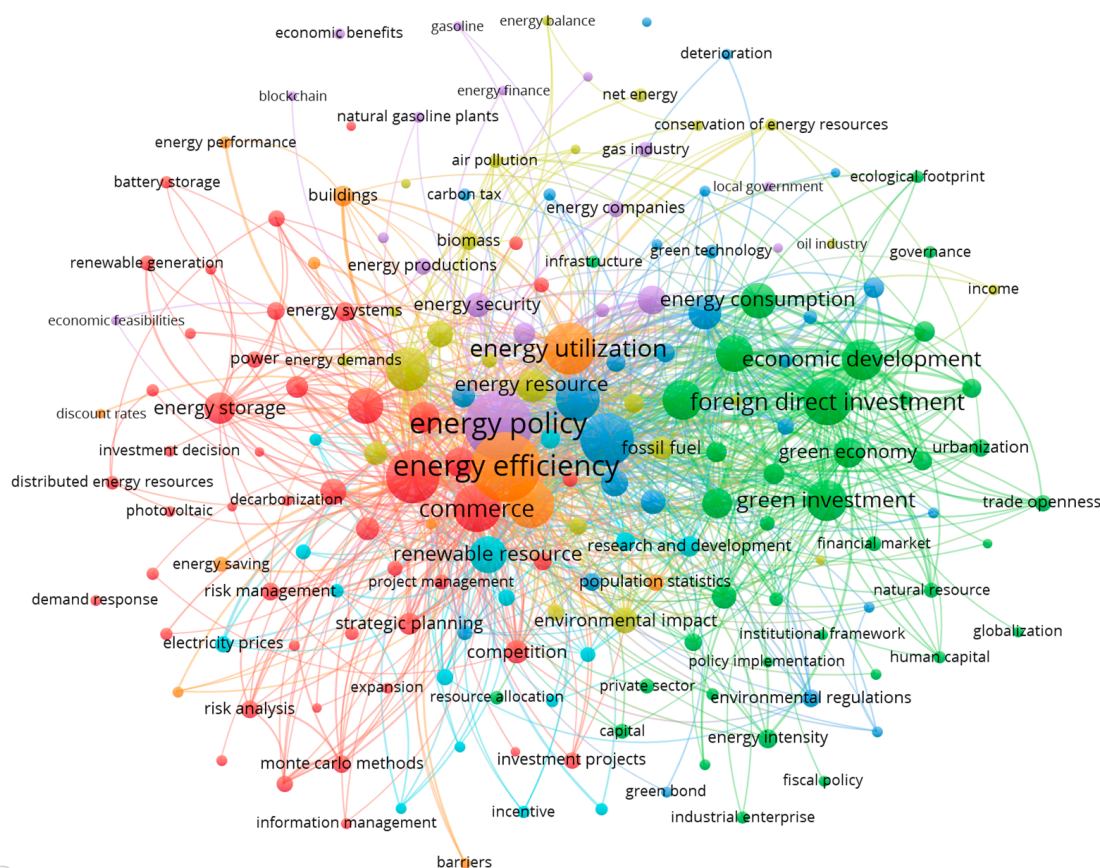 energy balance
gasoline
economic benefits
deterioration
energy finance
net energy
blockchain
natural gasoline plants
conservation of energy resources
energy performance
gas industry
air pollution
battery storage
ecological footprint
local government
buildings
carbon tax
energy companies
biomass
green technology
oil industry
governance
infrastructure
renewable generation
energy productions
income
energy consumption
energy security
energy systems
economic feasibilities
energy utilization
power
energy demands
economic development
energy resource
foreign direct investment
energy storage
discount rates
energy policy
fossil fuel
urbanization
investment decision
green economy
energy efficiency
distributed energy resources
decarbonization
green investment
trade openness
photovoltaic
commerce
research and development
financial market
renewable resource
energy saving
project management
population statistics
risk management
natural resource
demand response
strategic planning
environmental impact
institutional framework
globalization
electricity prices
competition
policy implementation
human capital
expansion
private sector
resource allocation
environmental regulations
risk analysis
capital
energy intensity
investment projects
monte carlo methods
fiscal policy
green bond
incentive
industrial enterprise
information management
barriers